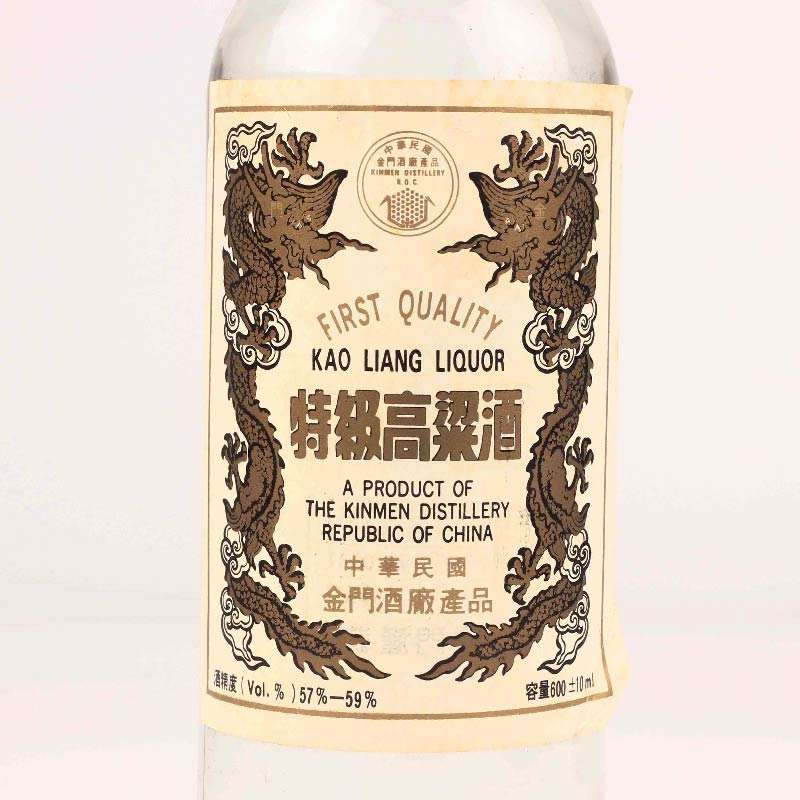 中華民國
金門酒廠產品
KINMEN DISTILLERY
R.O.C.
FIRST QUALITY
KAO LIANG LIQUOR
特級高粱酒
A PRODUCT OF
THE KINMEN DISTILLERY
REPUBLIC OF CHINA
中華民國
金門酒廠產品
酒精度(Vol.%)57%—59%
容量600±10ml